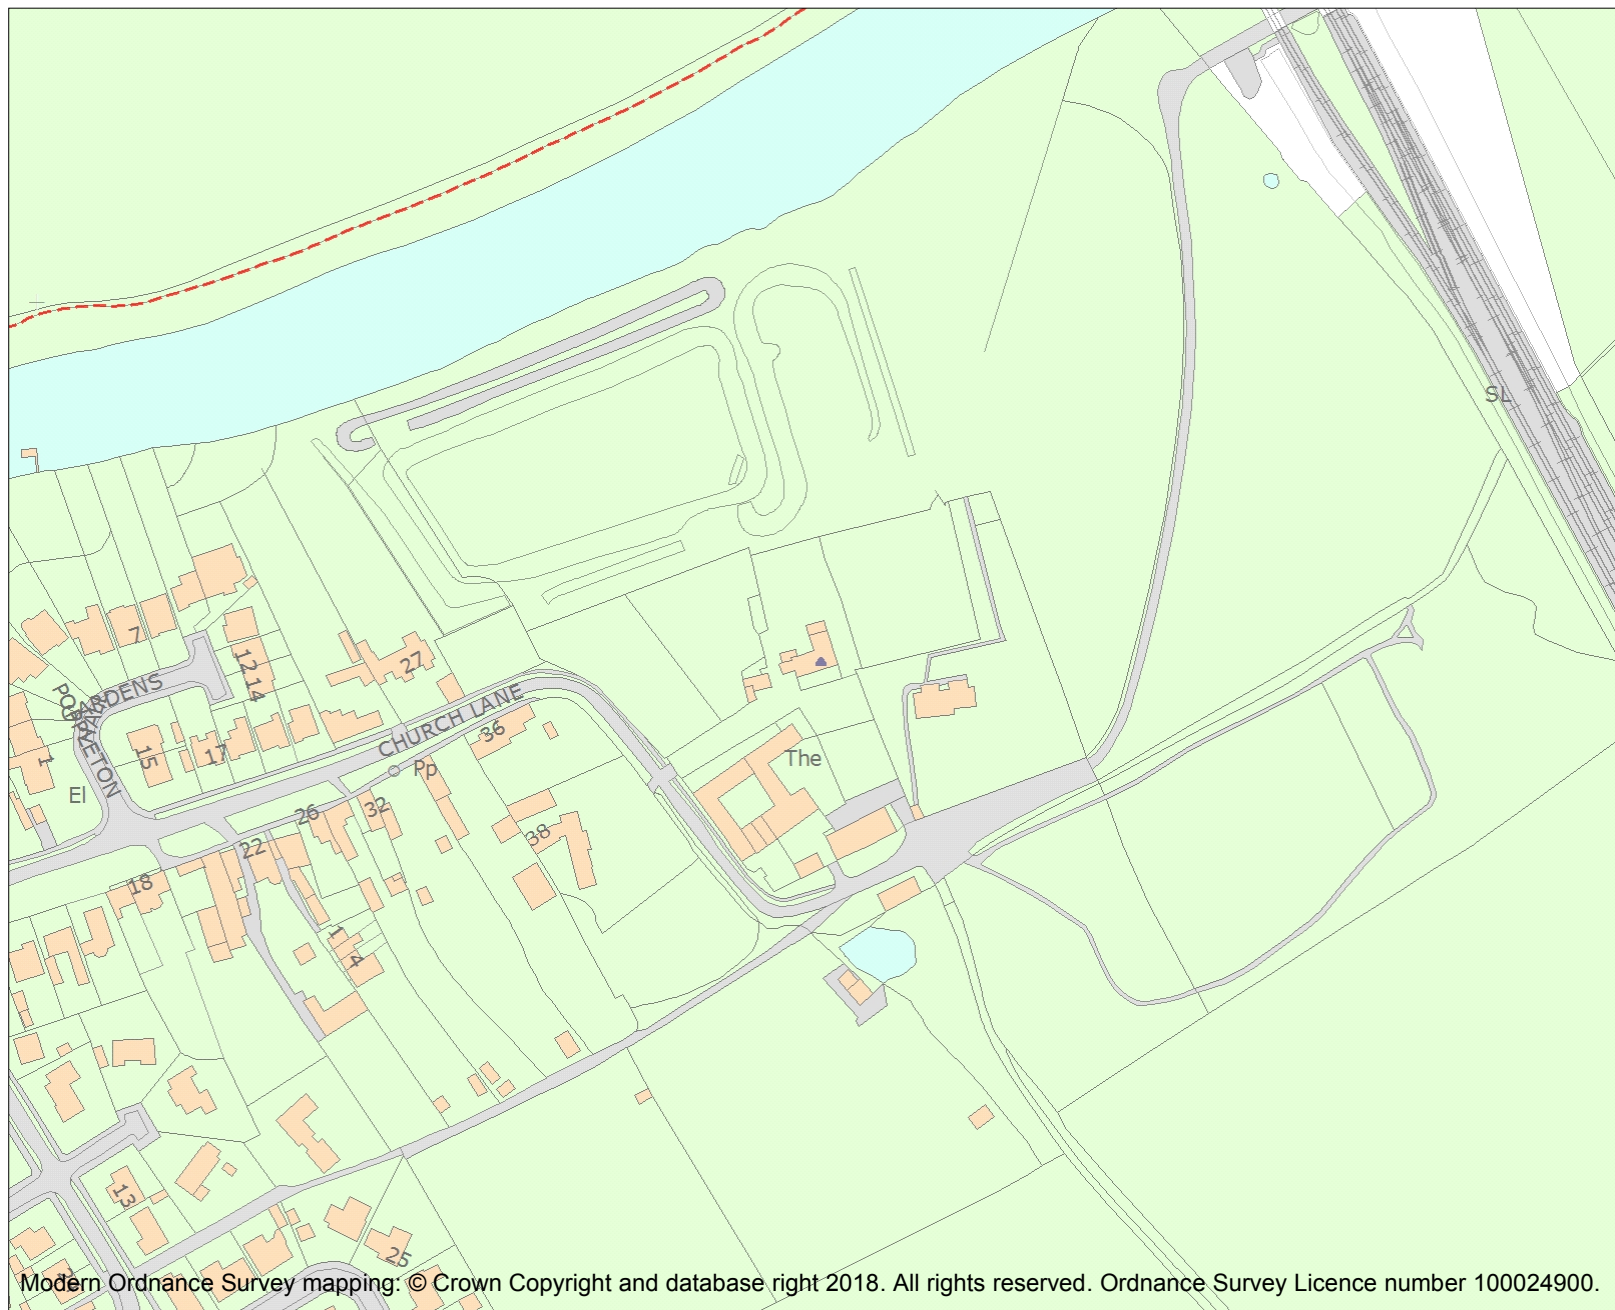 SL
7
27
12
14
GARDENS
POPPLETON
CHURCH LANE
36
15
17
1
Pp
The
El
26
32
22
38
18
1
4
13
25
Modern Ordnance Survey mapping: © Crown Copyright and database right 2018. All rights reserved. Ordnance Survey Licence number 100024900.